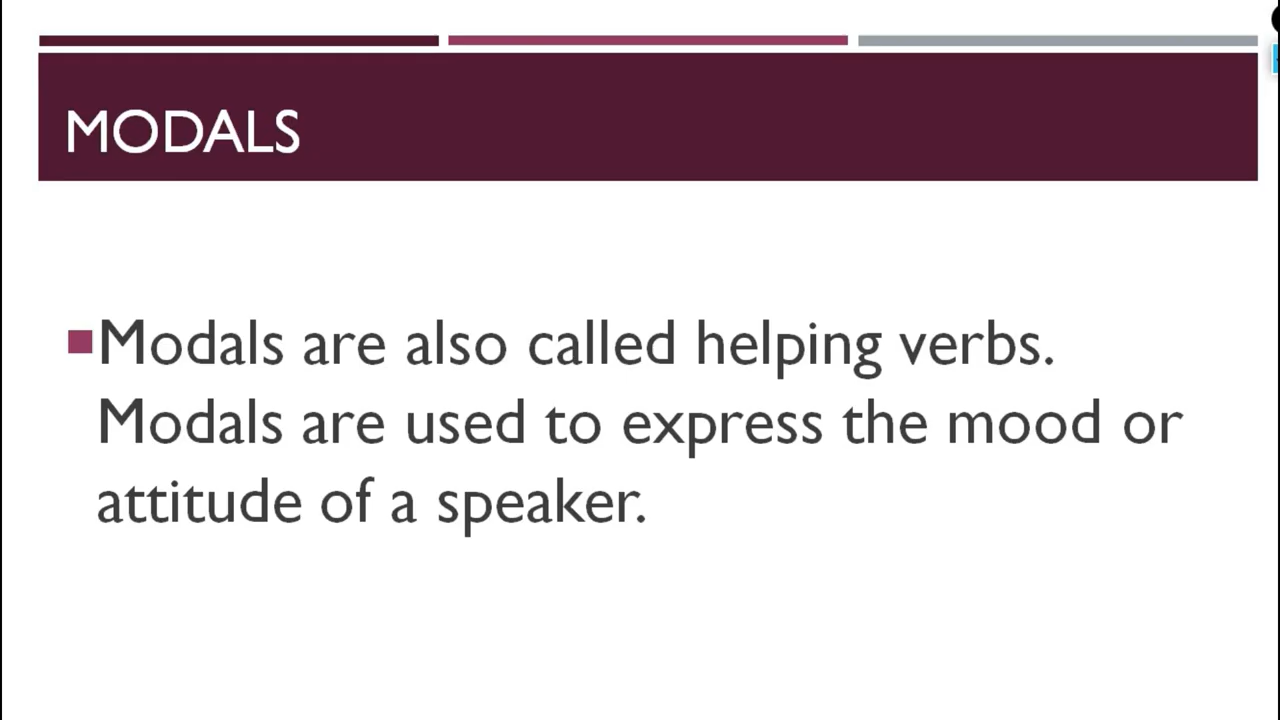 MODALS
Modals are also called helping verbs.
Modals are used to express the mood or
attitude of a speaker.